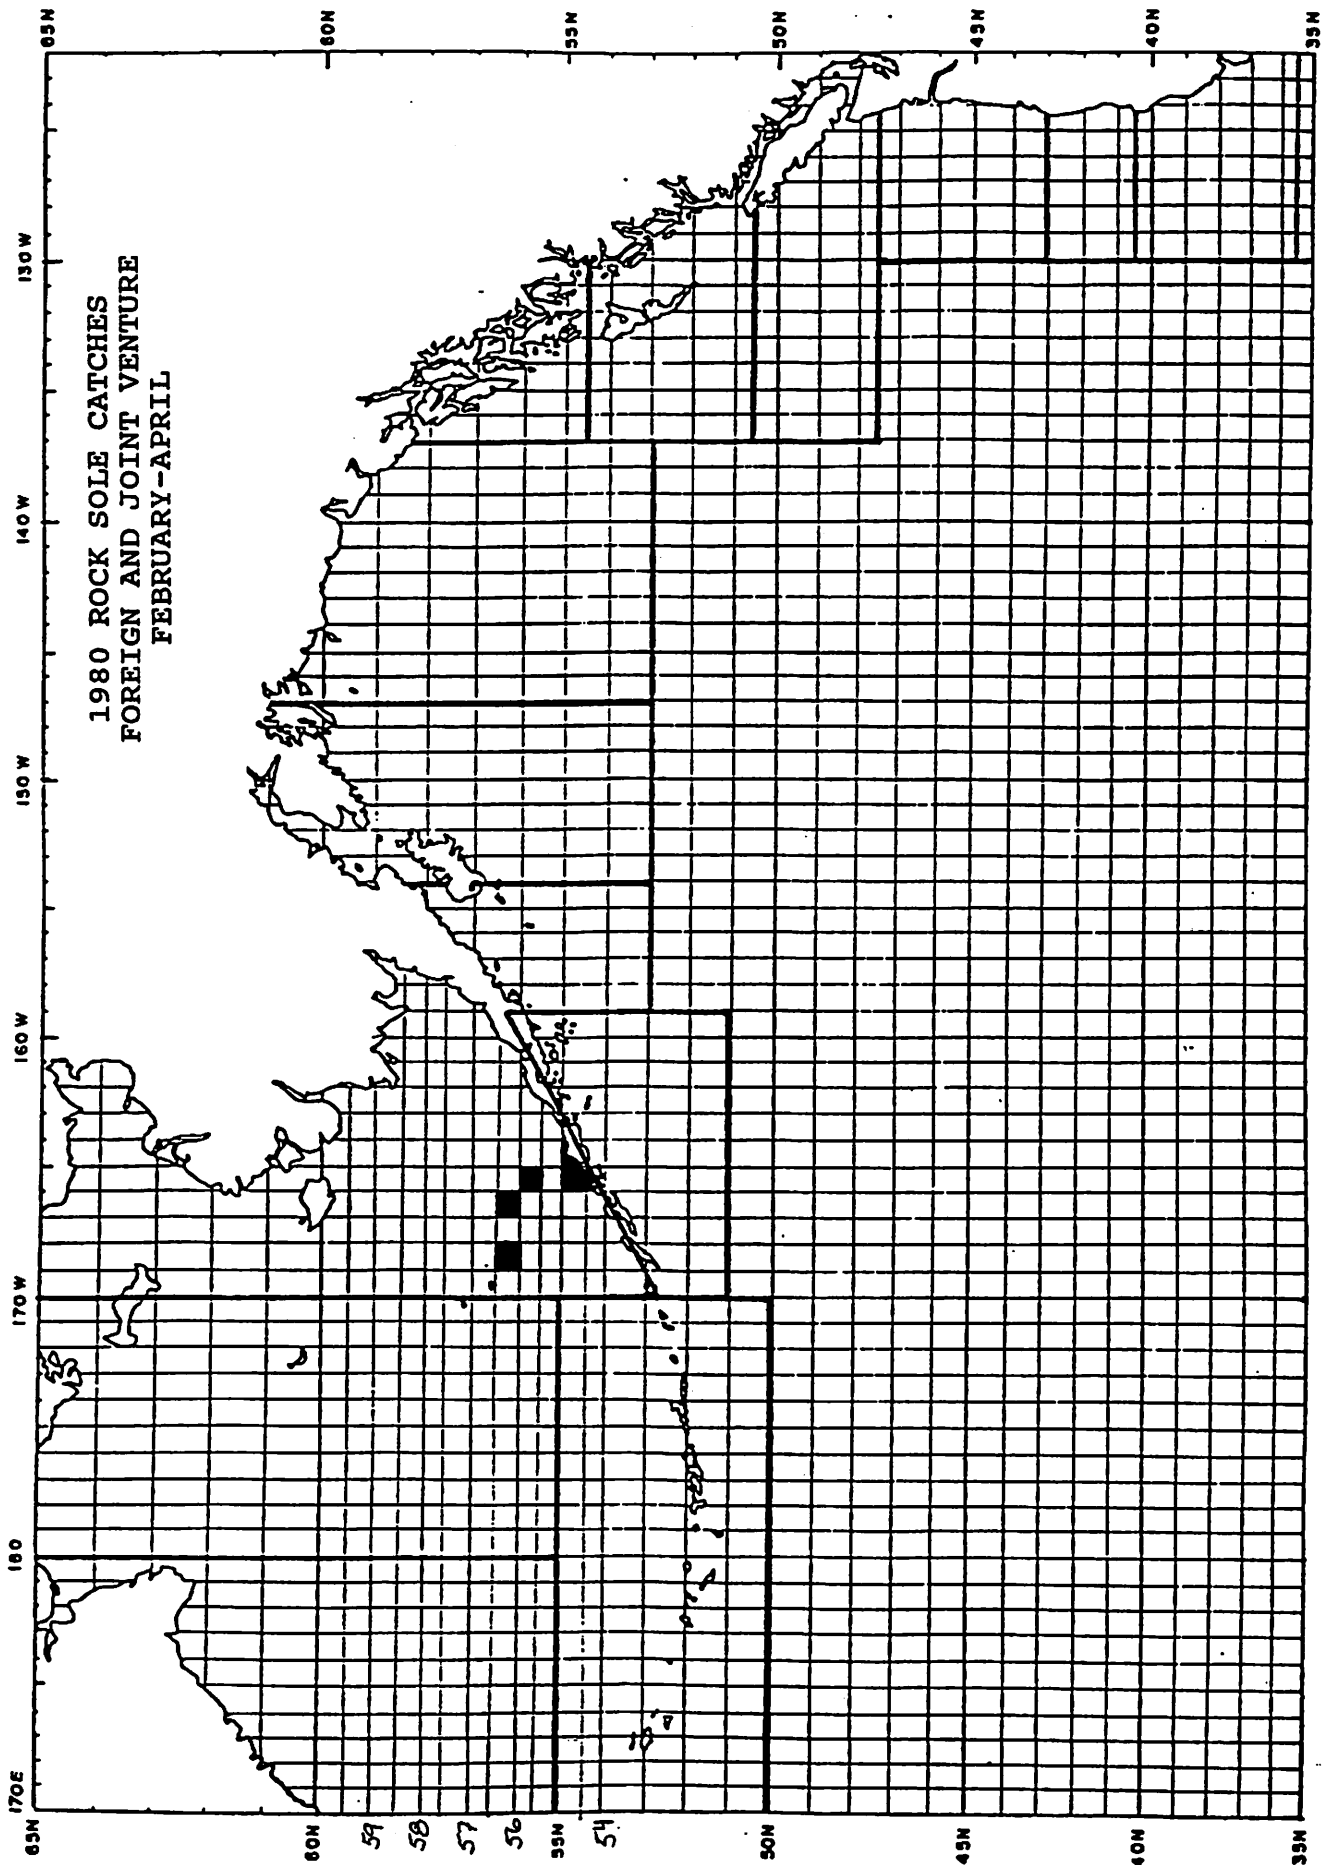 1980 ROCK SOLE CATCHES
FOREIGN AND JOINT VENTURE
FEBRUARY-APRIL
170E
180
170W
160W
150W
140W
130W
65N
60N
59
58
57
56
55N
54
50N
45N
40N
35N
65N
60N
55N
50N
45N
40N
35N